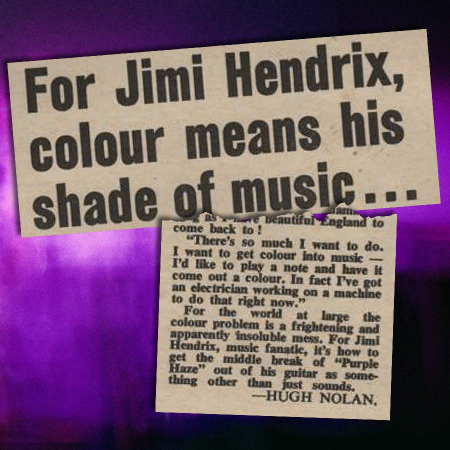 For Jimi Hendrix,
colour means his
shade of music...
beautiful England to
come back to!
"There's so much I want to do.
I want to get colour into music —
I'd like to play a note and have it
come out a colour. In fact I've got
an electrician working on a machine
to do that right now."
For the world at large the
colour problem is a frightening and
apparently insoluble mess. For Jimi
Hendrix, music fanatic, it's how to
get the middle break of "Purple
Haze" out of his guitar as some-
thing other than just sounds.
—HUGH NOLAN.